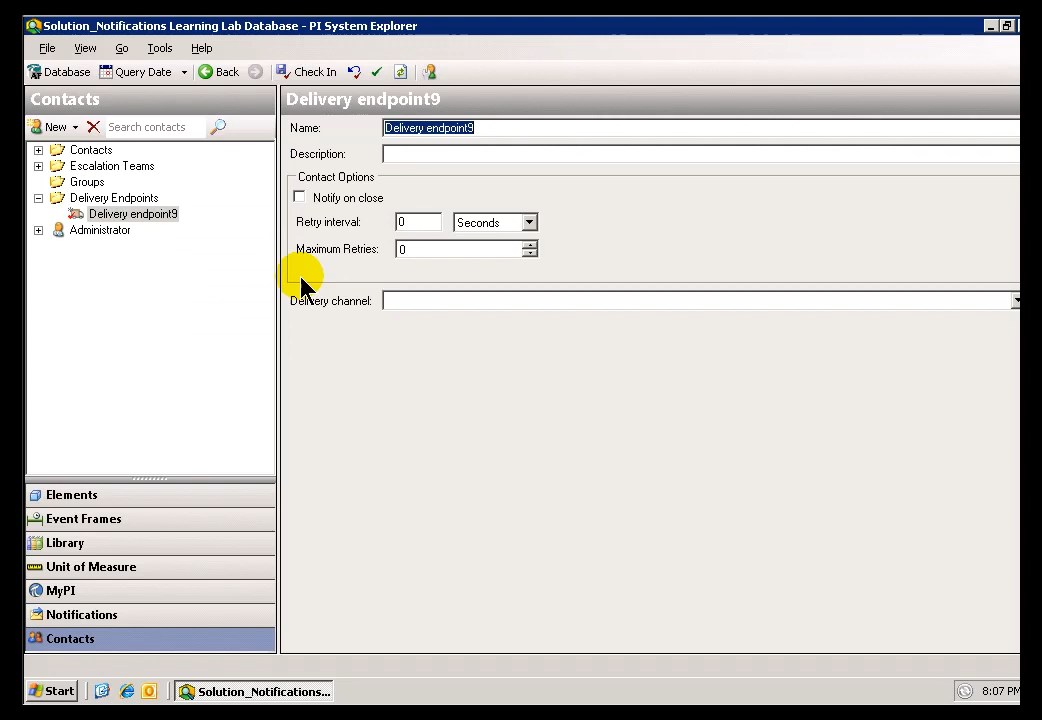 Solution_Notifications Learning Lab Database - PI System Explorer
File View Go Tools Help
Database Query Date Back Check In
Contacts
New Search contacts
Contacts
Escalation Teams
Groups
Delivery Endpoints
Delivery endpoint9
Administrator
Elements
Event Frames
Library
Unit of Measure
MyPI
Notifications
Contacts
Delivery endpoint9
Name: Delivery endpoint9
Description:
Contact Options
Notify on close
Retry interval: 0 Seconds
Maximum Retries: 0
Delivery channel:
Start Solution_Notifications... 8:07 PM